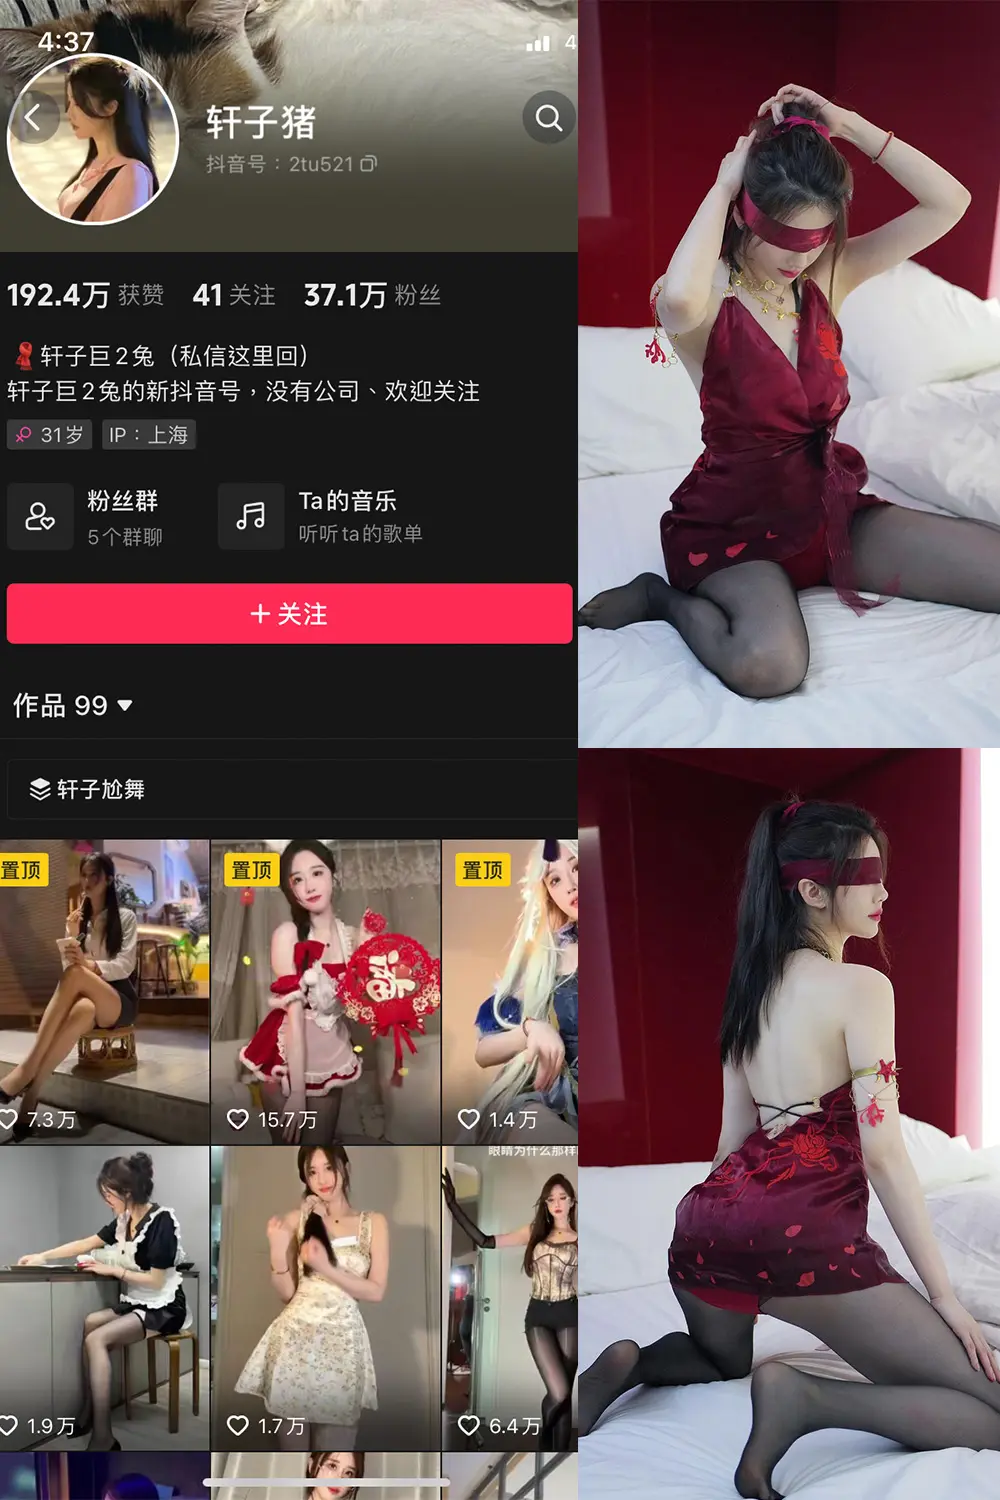 4:37
4
轩子猪
抖音号：2tu521
192.4万 获赞 41 关注 37.1万 粉丝
轩子巨2兔（私信这里回）
轩子巨2兔的新抖音号，没有公司、欢迎关注
31岁 IP：上海
粉丝群
5个群聊
Ta的音乐
听听ta的歌单
+ 关注
作品 99
轩子尬舞
置顶 置顶 置顶
7.3万 15.7万 1.4万
眼睛为什么那样
1.9万 1.7万 6.4万